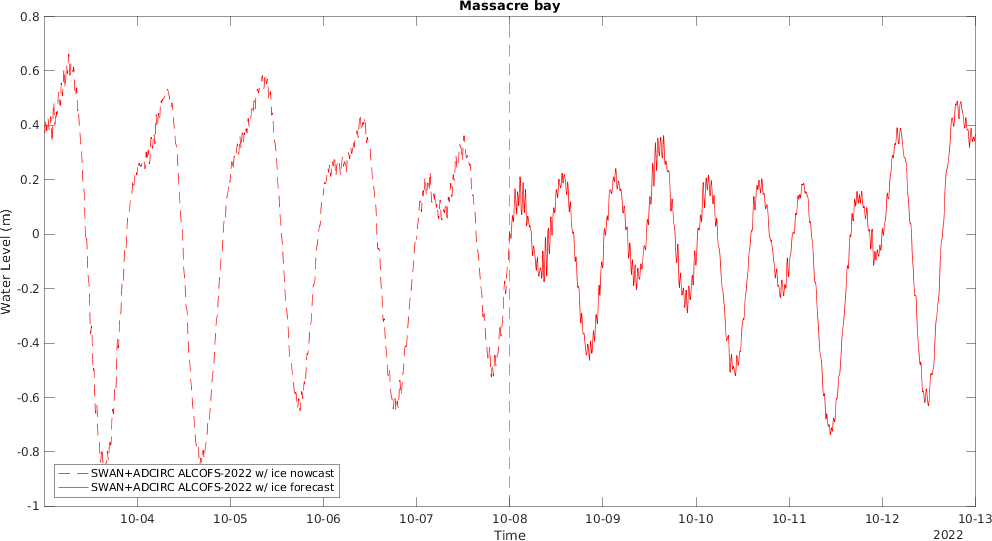 Massacre bay
0.8
0.6
0.4
0.2
0
-0.2
-0.4
-0.6
-0.8
-1
Water Level (m)
SWAN+ADCIRC ALCOFS-2022 w/ ice nowcast
SWAN+ADCIRC ALCOFS-2022 w/ ice forecast
10-04 10-05 10-06 10-07 10-08 10-09 10-10 10-11 10-12 10-13
Time
2022